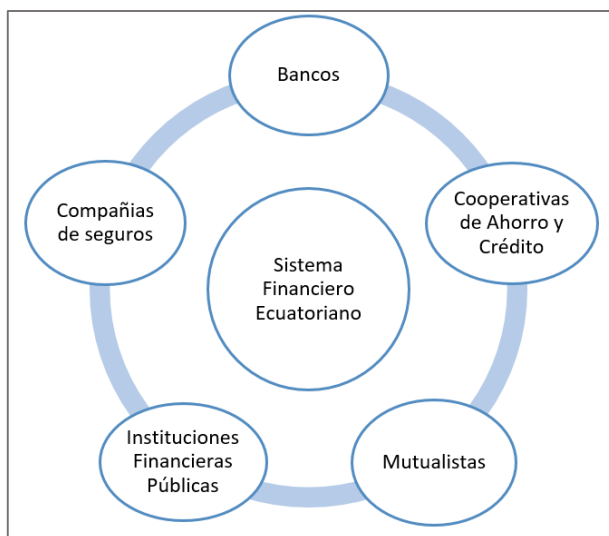 Bancos
Cooperativas
de Ahorro y
Crédito
Mutualistas
Instituciones
Financieras
Públicas
Compañias
de seguros
Sistema
Financiero
Ecuatoriano